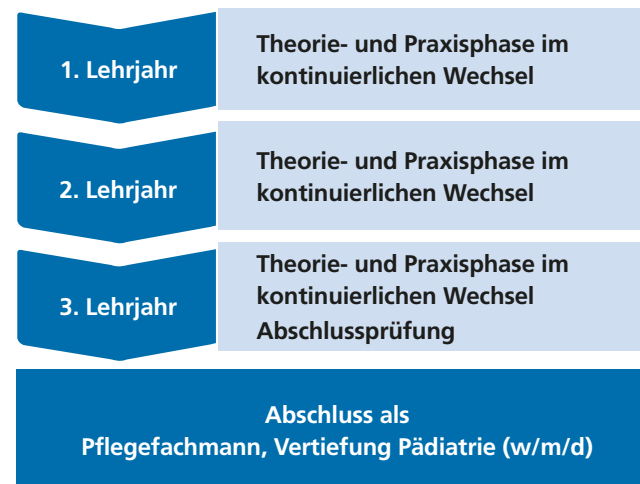 1. Lehrjahr
Theorie- und Praxisphase im
kontinuierlichen Wechsel
2. Lehrjahr
Theorie- und Praxisphase im
kontinuierlichen Wechsel
3. Lehrjahr
Theorie- und Praxisphase im
kontinuierlichen Wechsel
Abschlussprüfung
Abschluss als
Pflegefachmann, Vertiefung Pädiatrie (w/m/d)